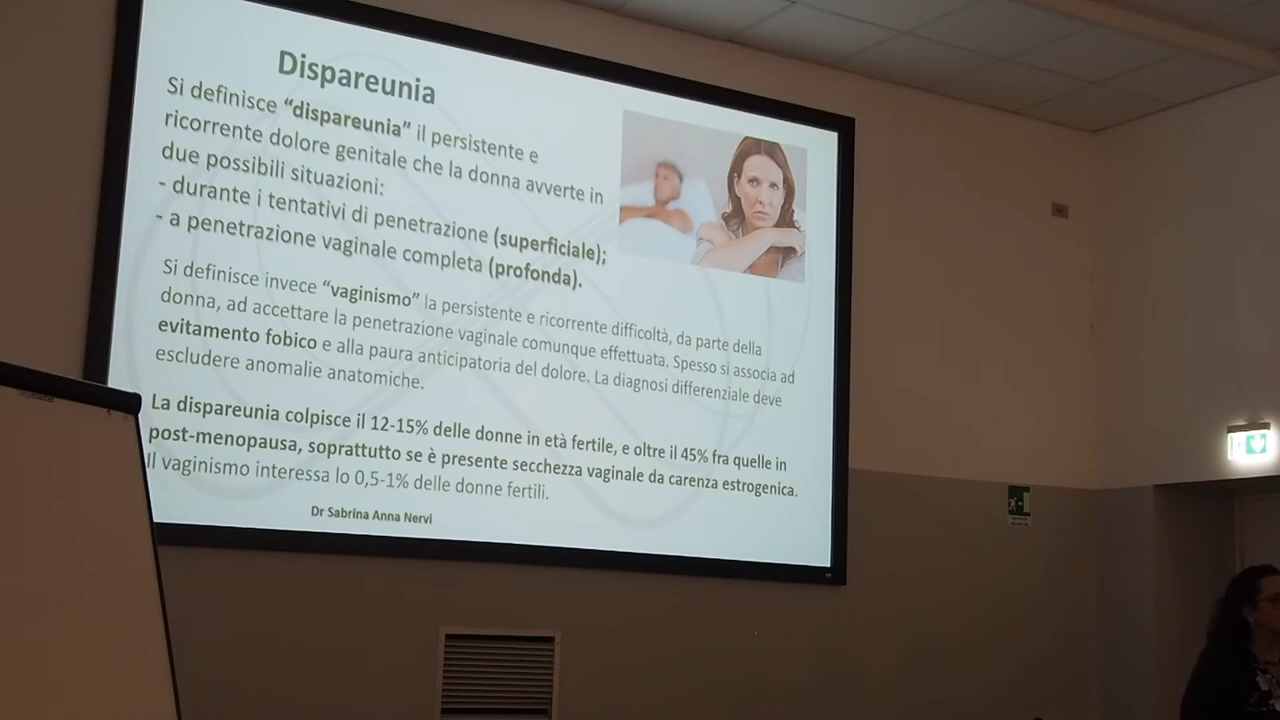 Dispareunia
Si definisce “dispareunia” il persistente e
ricorrente dolore genitale che la donna avverte in
due possibili situazioni:
- durante i tentativi di penetrazione (superficiale);
- a penetrazione vaginale completa (profonda).
Si definisce invece “vaginismo” la persistente e ricorrente difficoltà, da parte della
donna, ad accettare la penetrazione vaginale comunque effettuata. Spesso si associa ad
evitamento fobico e alla paura anticipatoria del dolore. La diagnosi differenziale deve
escludere anomalie anatomiche.
La dispareunia colpisce il 12-15% delle donne in età fertile, e oltre il 45% fra quelle in
post-menopausa, soprattutto se è presente secchezza vaginale da carenza estrogenica.
Il vaginismo interessa lo 0,5-1% delle donne fertili.
Dr Sabrina Anna Nervi